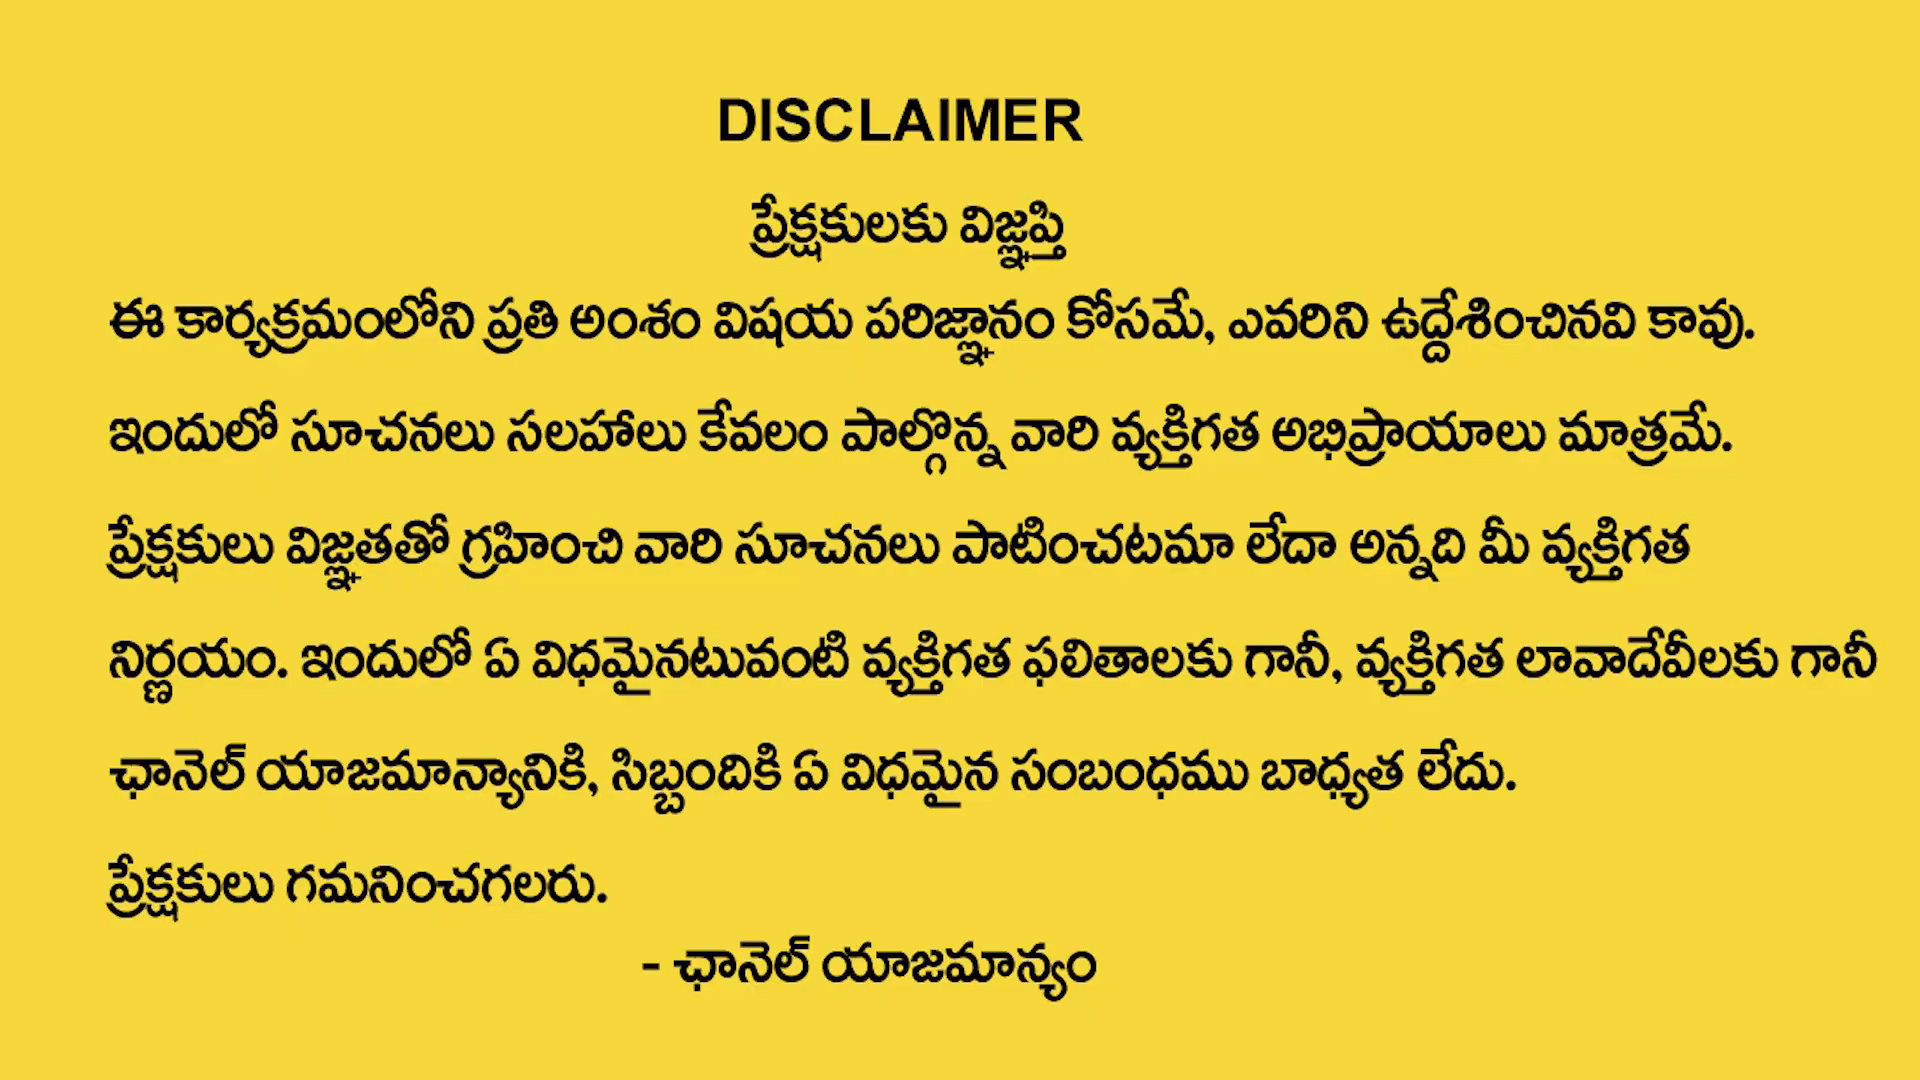 DISCLAIMER
ప్రేక్షకులకు విజ్ఞప్తి
ఈ కార్యక్రమంలోని ప్రతి అంశం విషయ పరిజ్ఞానం కోసమే, ఎవరిని ఉద్దేశించినవి కావు.
ఇందులో సూచనలు సలహాలు కేవలం పాల్గొన్న వారి వ్యక్తిగత అభిప్రాయాలు మాత్రమే.
ప్రేక్షకులు విజ్ఞతతో గ్రహించి వారి సూచనలు పాటించటమా లేదా అన్నది మీ వ్యక్తిగత
నిర్ణయం. ఇందులో ఏ విధమైనటువంటి వ్యక్తిగత ఫలితాలకు గానీ, వ్యక్తిగత లావాదేవీలకు గానీ
ఛానెల్ యాజమాన్యానికి, సిబ్బందికి ఏ విధమైన సంబంధము బాధ్యత లేదు.
ప్రేక్షకులు గమనించగలరు.
- ఛానెల్ యాజమాన్యం